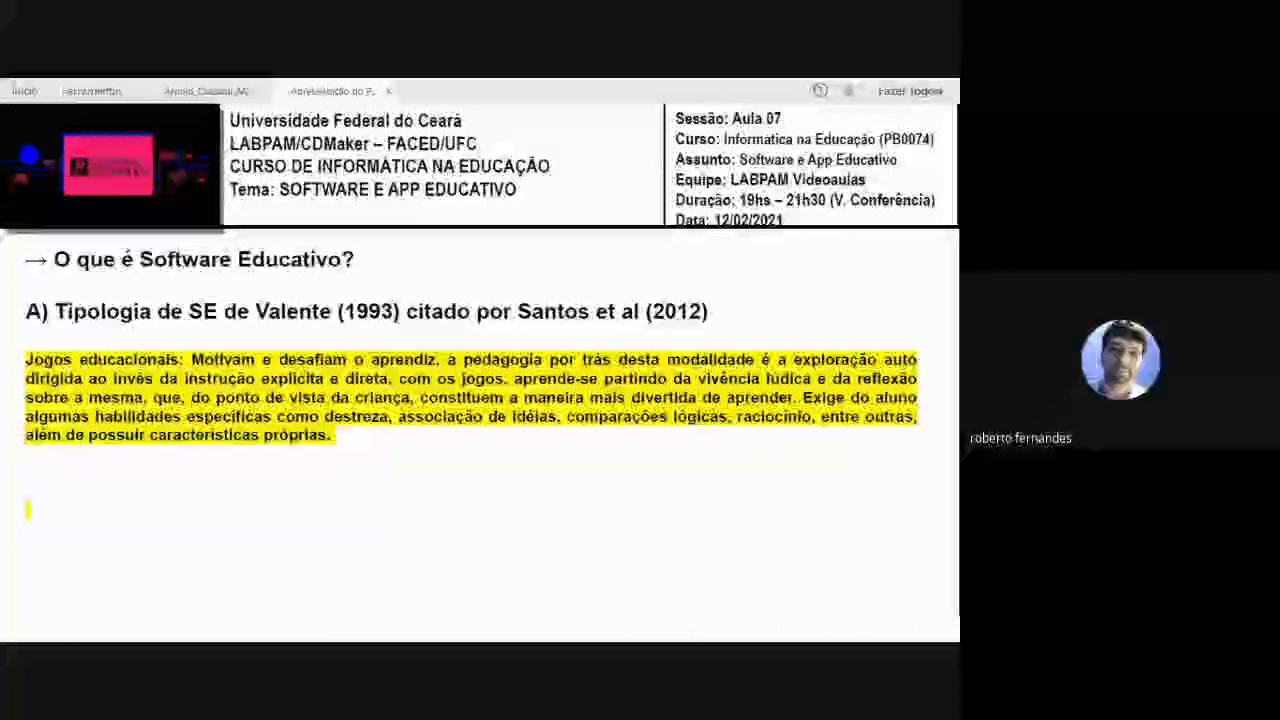 Início
Ferramentas
Fazer logon
Universidade Federal do Ceará
LABPAM/CDMaker – FACED/UFC
CURSO DE INFORMÁTICA NA EDUCAÇÃO
Tema: SOFTWARE E APP EDUCATIVO
Sessão: Aula 07
Curso: Informática na Educação (PB0074)
Assunto: Software e App Educativo
Equipe: LABPAM Videoaulas
Duração: 19hs – 21h30 (V. Conferência)
Data: 12/02/2021
→ O que é Software Educativo?
A) Tipologia de SE de Valente (1993) citado por Santos et al (2012)
Jogos educacionais: Motivam e desafiam o aprendiz, a pedagogia por trás desta modalidade é a exploração auto
dirigida ao invés da instrução explícita e direta, com os jogos, aprende-se partindo da vivência lúdica e da reflexão
sobre a mesma, que, do ponto de vista da criança, constituem a maneira mais divertida de aprender. Exige do aluno
algumas habilidades específicas como destreza, associação de idéias, comparações lógicas, raciocínio, entre outras,
além de possuir características próprias.
roberto fernandes